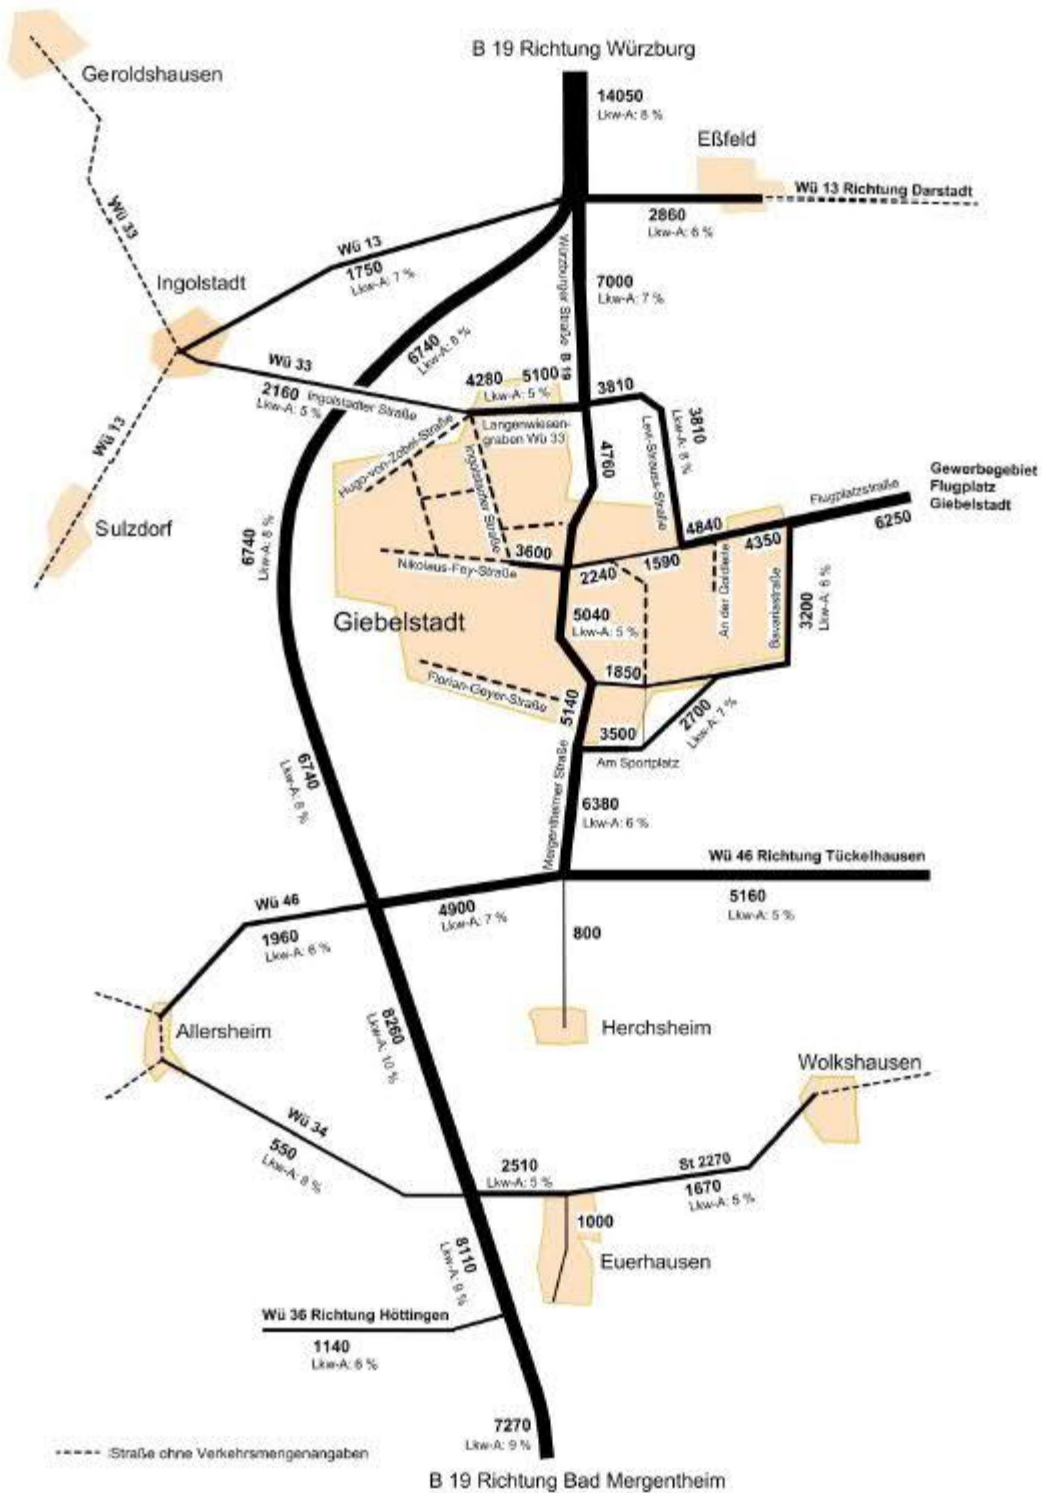 B 19 Richtung Würzburg
Geroldshausen
14050
Lkw-A: 8 %
Eßfeld
Wü 13 Richtung Darstadt
2860
Lkw-A: 6 %
Wü 33
Wü 13
1750
Lkw-A: 7 %
Ingolstadt
Würzburger Straße B 19
7000
Lkw-A: 7 %
6740
Lkw-A: 8 %
Wü 33
2160
Lkw-A: 5 %
Ingolstadter Straße
4280
5100
Lkw-A: 5 %
3810
3810
Lkw-A: 8 %
Langenwiesen-
graben Wü 33
Hugo-von-Zobel-Straße
Ingolstadter Straße
4760
Levi-Strauss-Straße
Wü 13
Sulzdorf
Gewerbegebiet
Flugplatz
Giebelstadt
Flugplatzstraße
6250
4840
4350
6740
Lkw-A: 8 %
3600
Nikolaus-Fey-Straße
2240
1590
An der Goldleite
Bavariastraße
3200
Lkw-A: 6 %
Giebelstadt
5040
Lkw-A: 5 %
1850
Florian-Geyer-Straße
5140
2700
Lkw-A: 7 %
3500
Am Sportplatz
6740
Lkw-A: 8 %
Mergentheimer Straße
6380
Lkw-A: 6 %
Wü 46 Richtung Tückelhausen
5160
Lkw-A: 5 %
Wü 46
1960
Lkw-A: 6 %
4900
Lkw-A: 7 %
800
Allersheim
8260
Lkw-A: 10 %
Herchsheim
Wolkshausen
Wü 34
550
Lkw-A: 8 %
2510
Lkw-A: 5 %
St 2270
1670
Lkw-A: 5 %
1000
Euerhausen
8110
Lkw-A: 9 %
Wü 36 Richtung Höttingen
1140
Lkw-A: 6 %
7270
Lkw-A: 9 %
Straße ohne Verkehrsmengenangaben
B 19 Richtung Bad Mergentheim